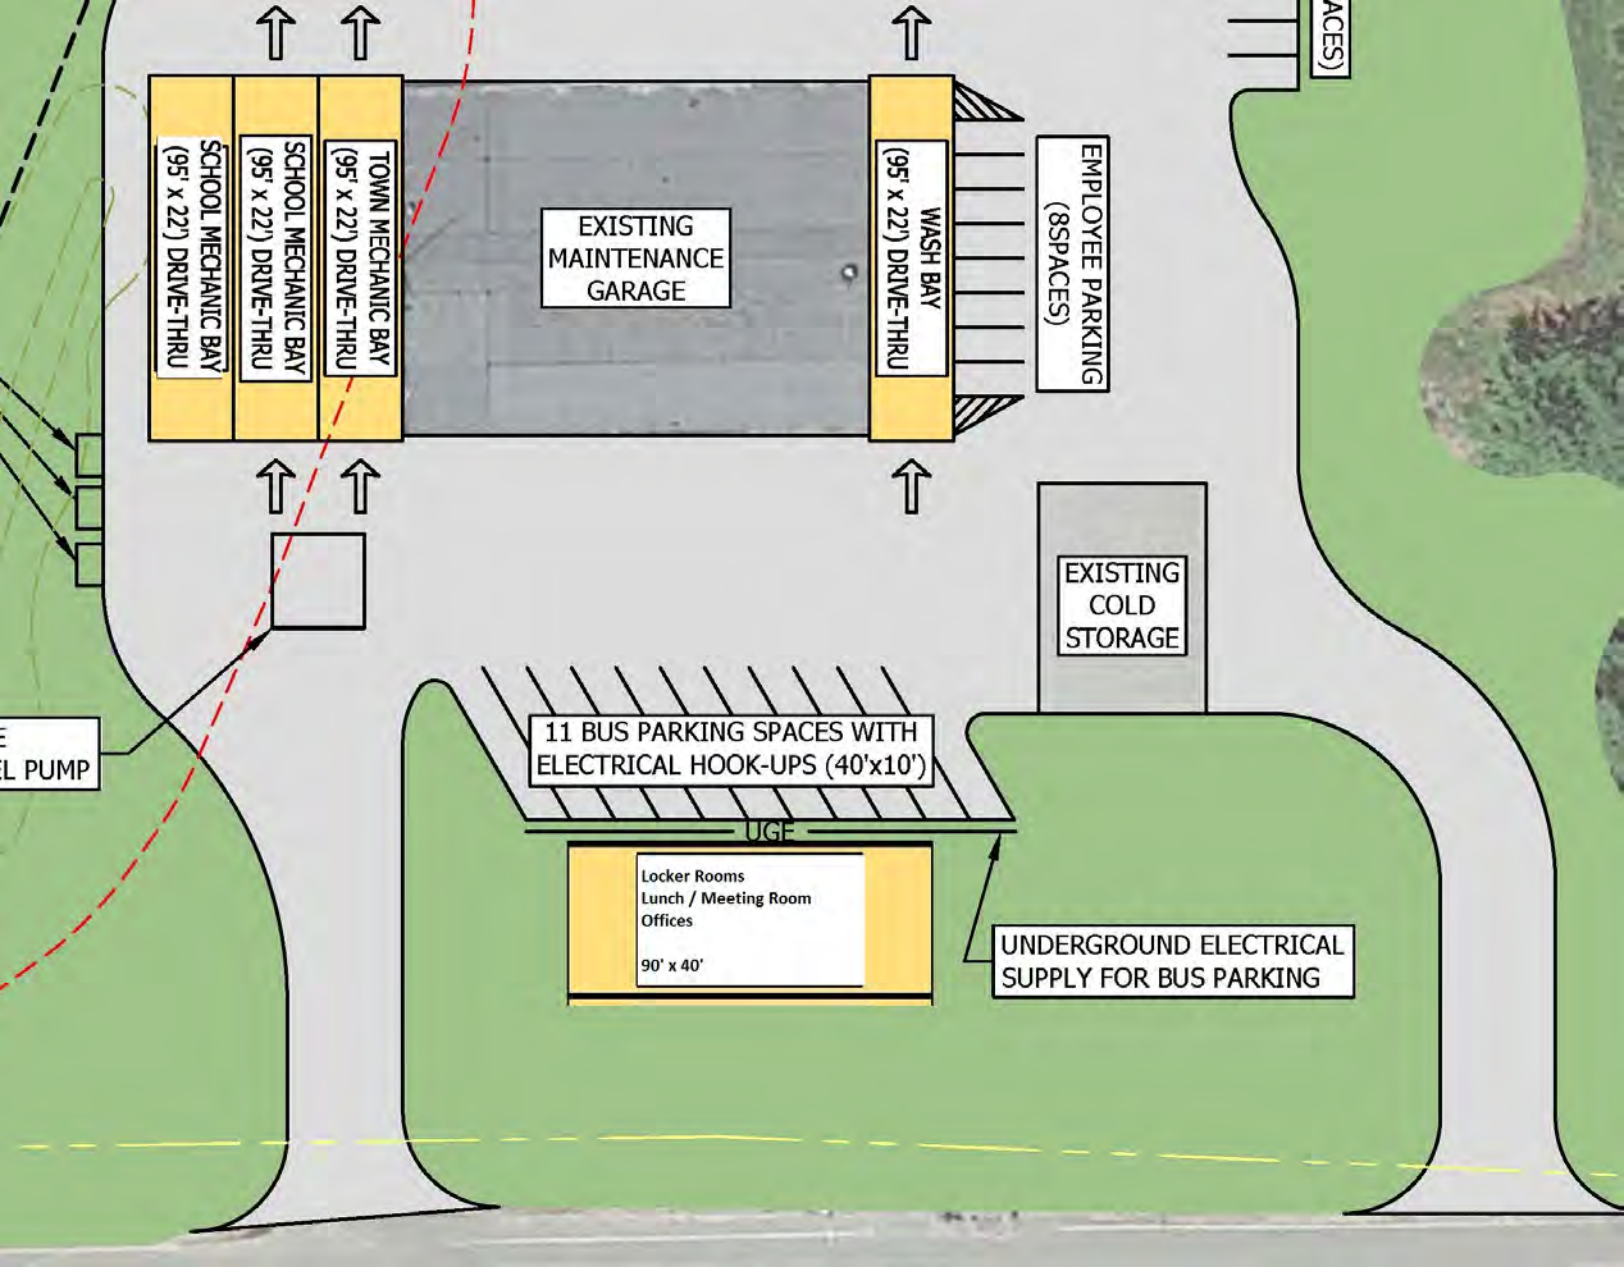 ACES)
SCHOOL MECHANIC BAY
(95' x 22') DRIVE-THRU
SCHOOL MECHANIC BAY
(95' x 22') DRIVE-THRU
TOWN MECHANIC BAY
(95' x 22') DRIVE-THRU
EXISTING
MAINTENANCE
GARAGE
WASH BAY
(95' x 22') DRIVE-THRU
EMPLOYEE PARKING
(8SPACES)
EXISTING
COLD
STORAGE
E
EL PUMP
11 BUS PARKING SPACES WITH
ELECTRICAL HOOK-UPS (40'x10')
UGE
Locker Rooms
Lunch / Meeting Room
Offices
90' x 40'
UNDERGROUND ELECTRICAL
SUPPLY FOR BUS PARKING